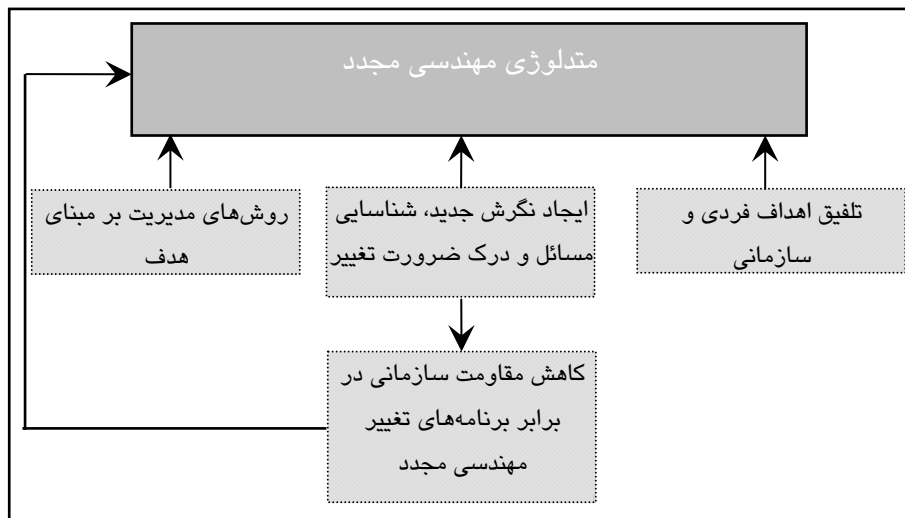 متدلوژی مهندسی مجدد
تلفیق اهداف فردی و
سازمانی
ایجاد نگرش جدید، شناسایی
مسائل و درک ضرورت تغییر
روش‌های مدیریت بر مبنای
هدف
کاهش مقاومت سازمانی در
برابر برنامه‌های تغییر
مهندسی مجدد